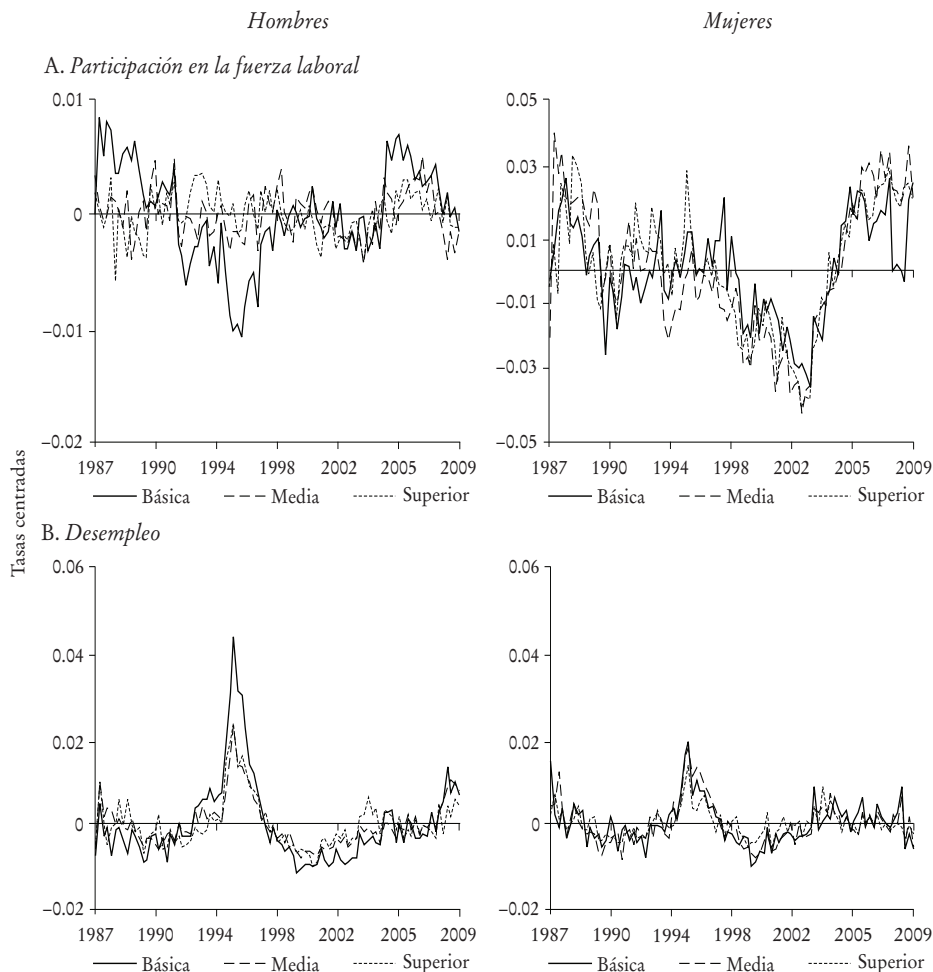 Hombres Mujeres
A. Participación en la fuerza laboral
0.01 0.05
0.03
0 0.01
−0.01 −0.01
−0.03
−0.02 −0.05
1987 1990 1994 1998 2002 2005 2009 1987 1990 1994 1998 2002 2005 2009
Básica Media Superior Básica Media Superior
Tasas centradas
B. Desempleo
0.06 0.06
0.04 0.04
0.02 0.02
0 0
−0.02 −0.02
1987 1990 1994 1998 2002 2005 2009 1987 1990 1994 1998 2002 2005 2009
Básica Media Superior Básica Media Superior